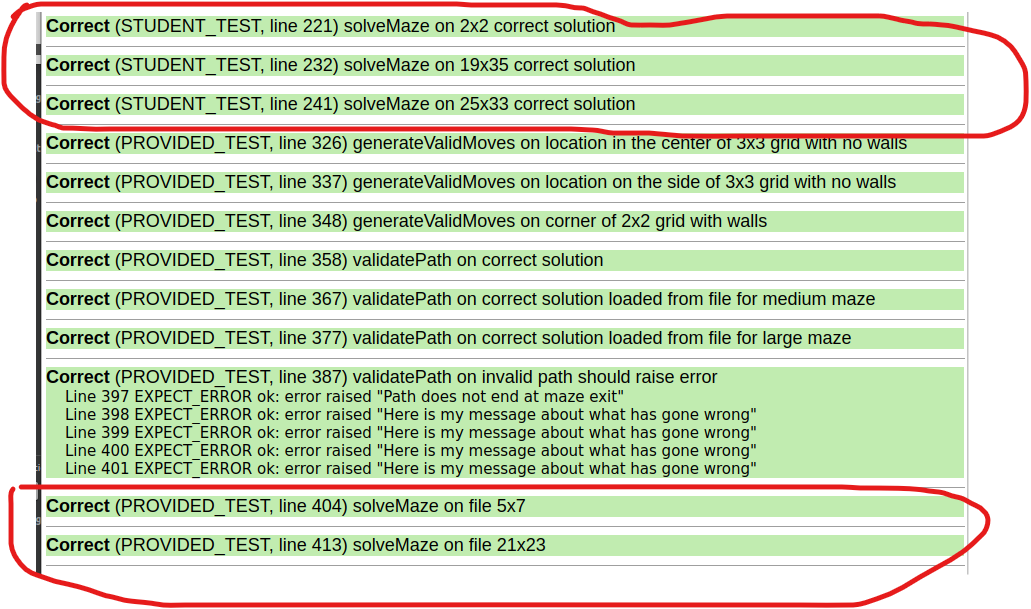 Correct (STUDENT_TEST, line 221) solveMaze on 2x2 correct solution
Correct (STUDENT_TEST, line 232) solveMaze on 19x35 correct solution
Correct (STUDENT_TEST, line 241) solveMaze on 25x33 correct solution
Correct (PROVIDED_TEST, line 326) generateValidMoves on location in the center of 3x3 grid with no walls
Correct (PROVIDED_TEST, line 337) generateValidMoves on location on the side of 3x3 grid with no walls
Correct (PROVIDED_TEST, line 348) generateValidMoves on corner of 2x2 grid with walls
Correct (PROVIDED_TEST, line 358) validatePath on correct solution
Correct (PROVIDED_TEST, line 367) validatePath on correct solution loaded from file for medium maze
Correct (PROVIDED_TEST, line 377) validatePath on correct solution loaded from file for large maze
Correct (PROVIDED_TEST, line 387) validatePath on invalid path should raise error
Line 397 EXPECT_ERROR ok: error raised "Path does not end at maze exit"
Line 398 EXPECT_ERROR ok: error raised "Here is my message about what has gone wrong"
Line 399 EXPECT_ERROR ok: error raised "Here is my message about what has gone wrong"
Line 400 EXPECT_ERROR ok: error raised "Here is my message about what has gone wrong"
Line 401 EXPECT_ERROR ok: error raised "Here is my message about what has gone wrong"
Correct (PROVIDED_TEST, line 404) solveMaze on file 5x7
Correct (PROVIDED_TEST, line 413) solveMaze on file 21x23